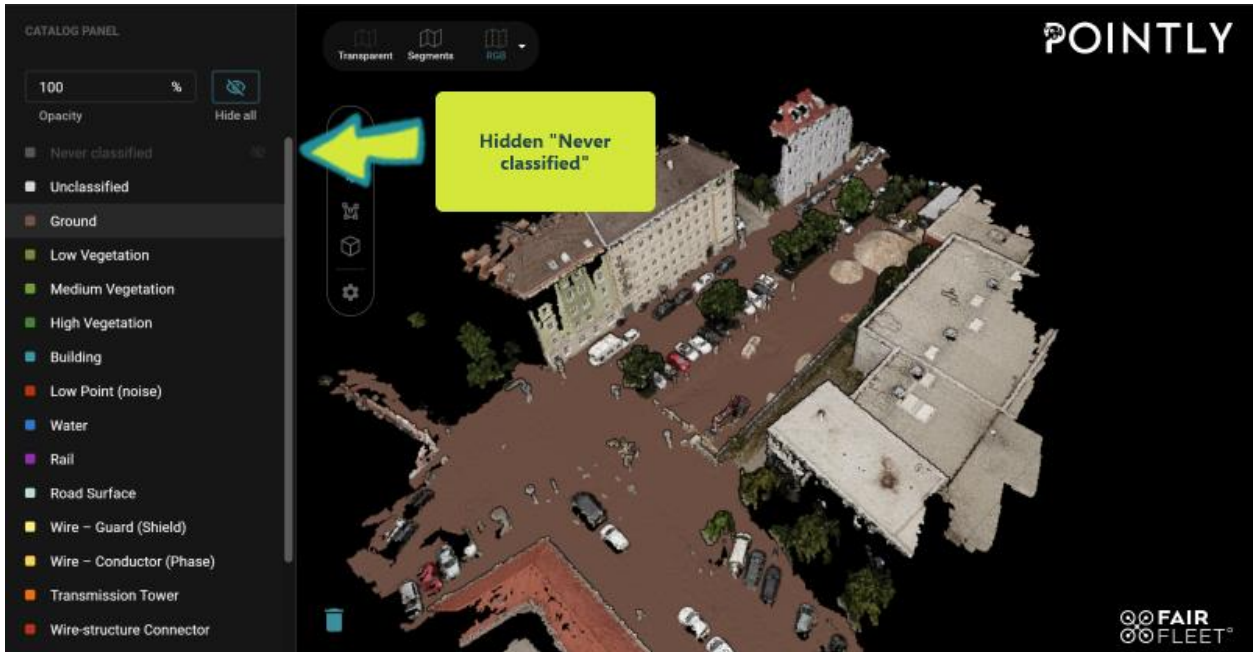 CATALOG PANEL
100 %
Opacity
Hide all
Never classified
Unclassified
Ground
Low Vegetation
Medium Vegetation
High Vegetation
Building
Low Point (noise)
Water
Rail
Road Surface
Wire – Guard (Shield)
Wire – Conductor (Phase)
Transmission Tower
Wire-structure Connector
Transparent
Segments
RGB
Hidden "Never
classified"
POINTLY
FAIR
FLEET